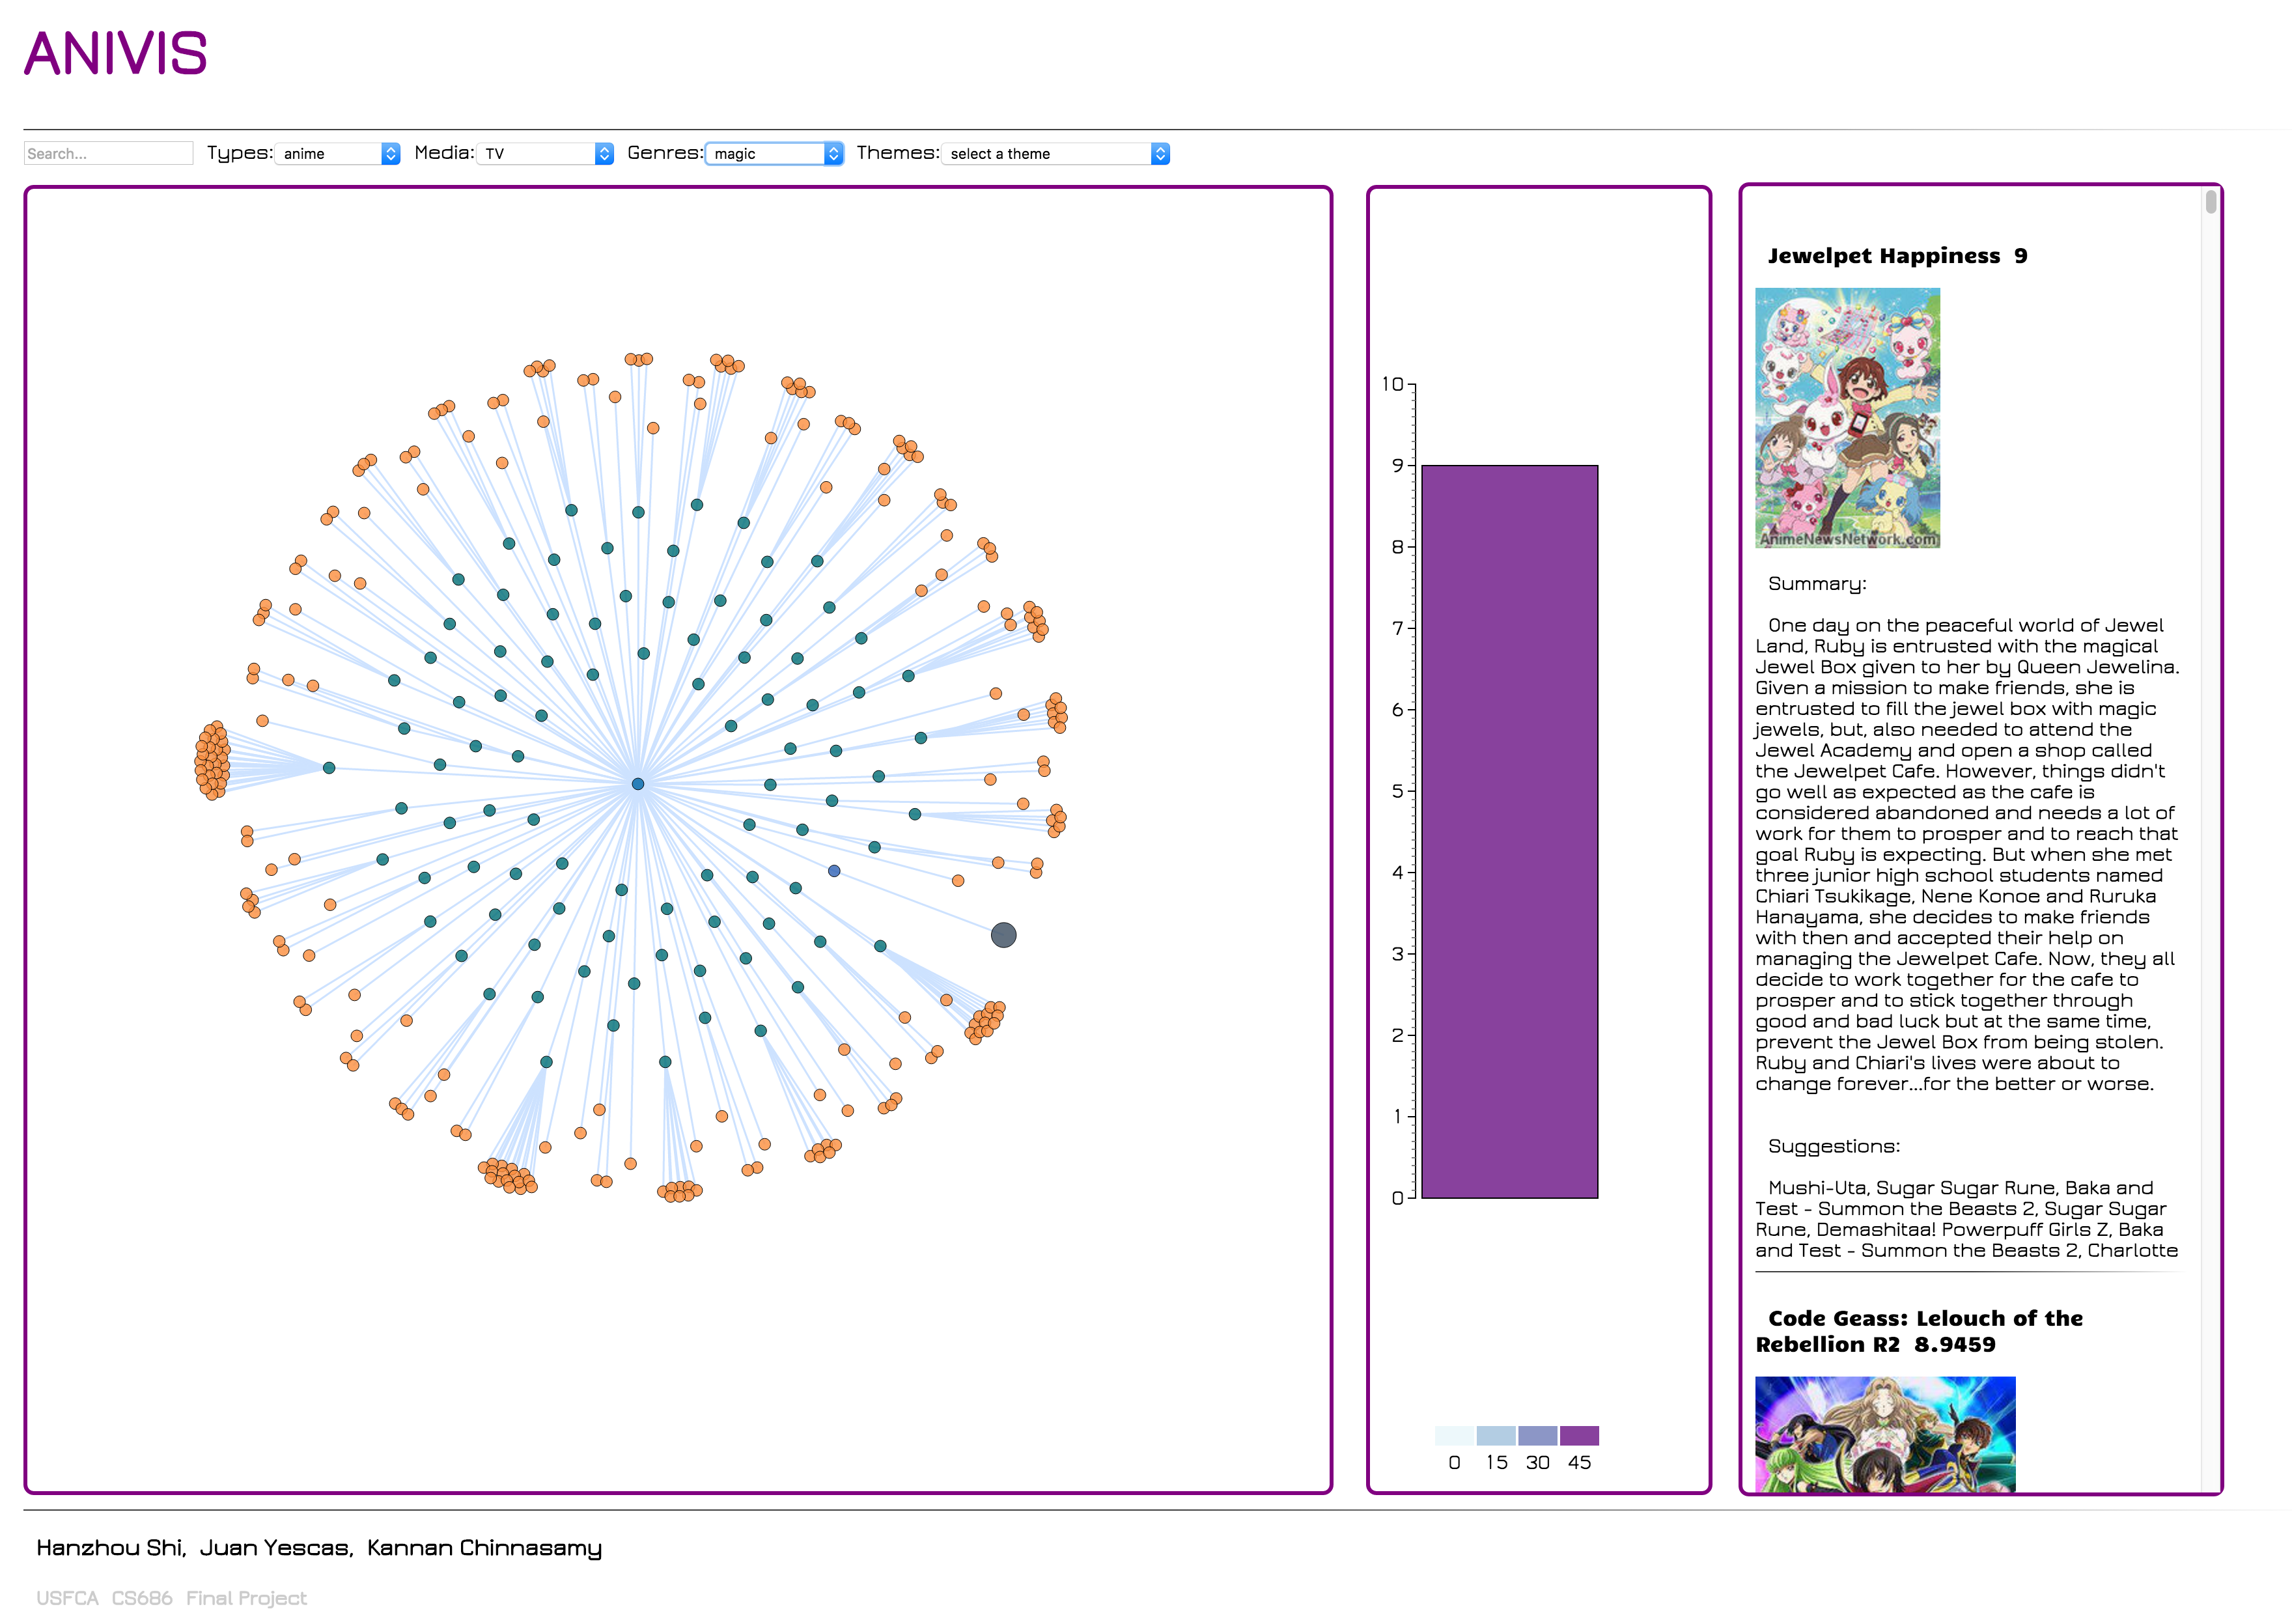 ANIVIS
Search... Types: anime Media: TV Genres: magic Themes: select a theme
10
9
8
7
6
5
4
3
2
1
0
0 15 30 45
Jewelpet Happiness 9
AnimeNewsNetwork.com
Summary:
One day on the peaceful world of Jewel
Land, Ruby is entrusted with the magical
Jewel Box given to her by Queen Jewelina.
Given a mission to make friends, she is
entrusted to fill the jewel box with magic
jewels, but, also needed to attend the
Jewel Academy and open a shop called
the Jewelpet Cafe. However, things didn't
go well as expected as the cafe is
considered abandoned and needs a lot of
work for them to prosper and to reach that
goal Ruby is expecting. But when she met
three junior high school students named
Chiari Tsukikage, Nene Konoe and Ruruka
Hanayama, she decides to make friends
with then and accepted their help on
managing the Jewelpet Cafe. Now, they all
decide to work together for the cafe to
prosper and to stick together through
good and bad luck but at the same time,
prevent the Jewel Box from being stolen.
Ruby and Chiari's lives were about to
change forever...for the better or worse.
Suggestions:
Mushi-Uta, Sugar Sugar Rune, Baka and
Test - Summon the Beasts 2, Sugar Sugar
Rune, Demashitaa! Powerpuff Girls Z, Baka
and Test - Summon the Beasts 2, Charlotte
Code Geass: Lelouch of the
Rebellion R2 8.9459
Hanzhou Shi, Juan Yescas, Kannan Chinnasamy
USFCA CS686 Final Project